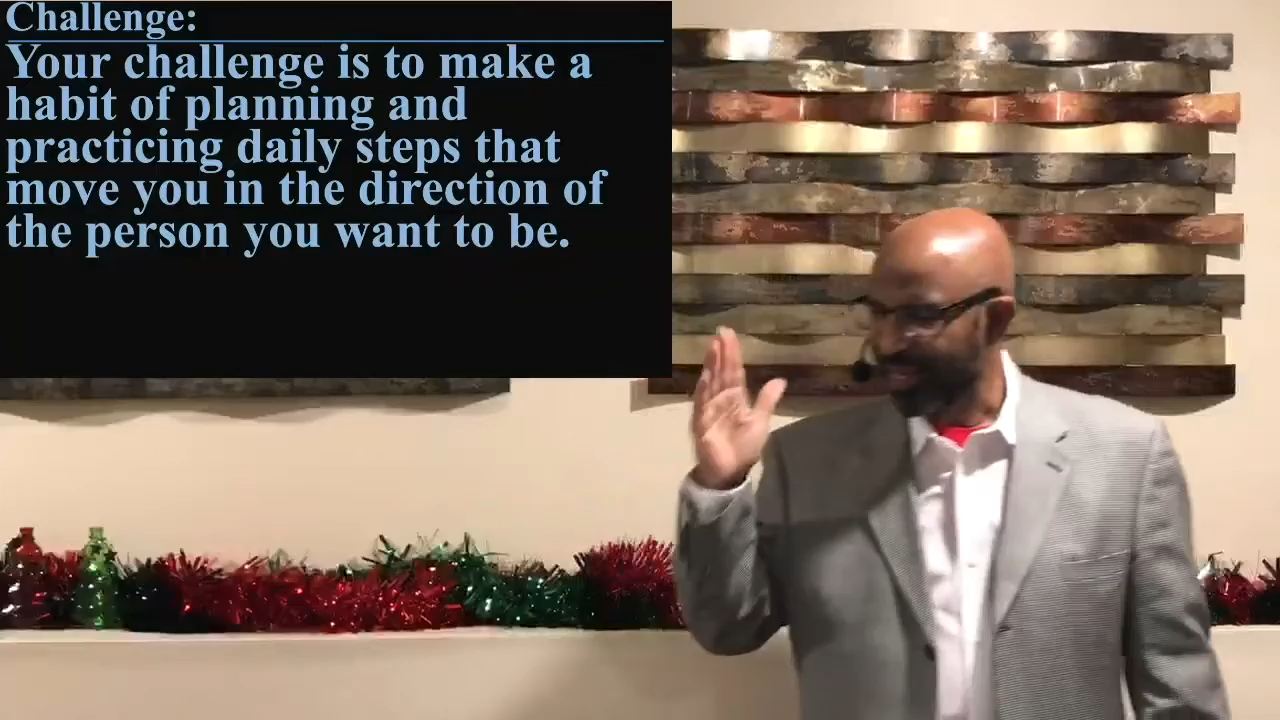 Challenge:
Your challenge is to make a
habit of planning and
practicing daily steps that
move you in the direction of
the person you want to be.